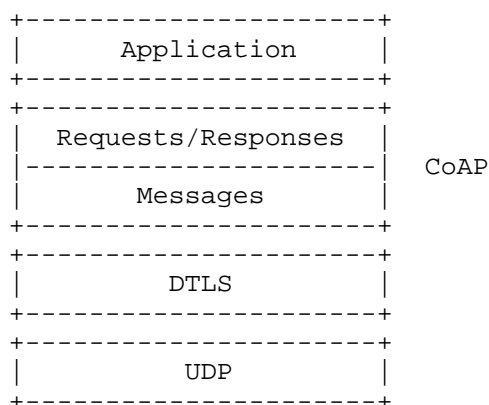 Application
Requests/Responses
CoAP
Messages
DTLS
UDP